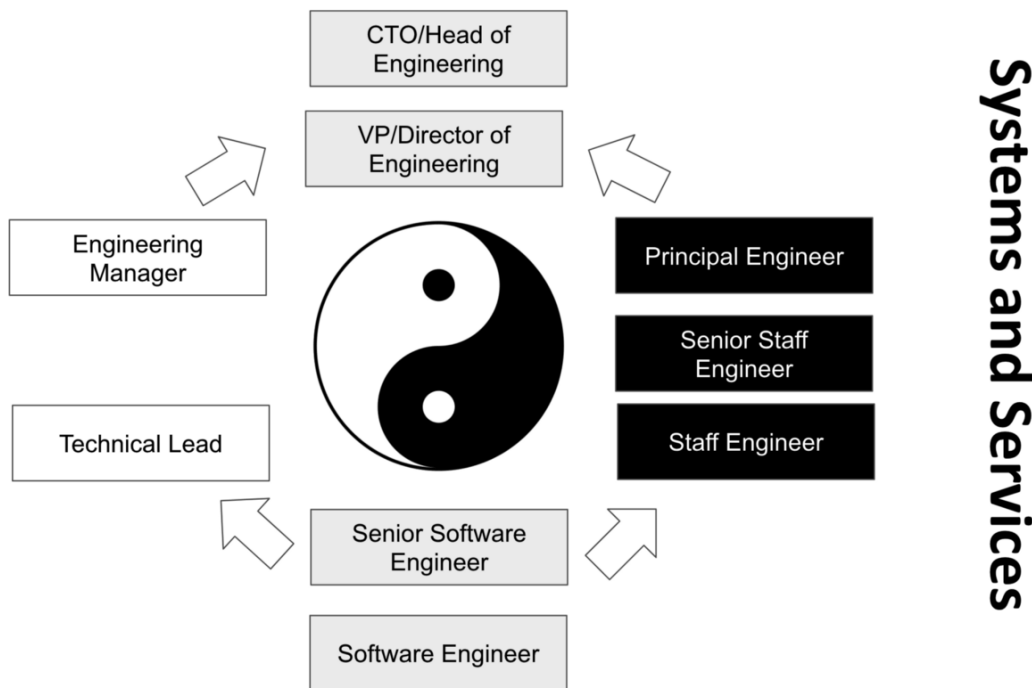 CTO/Head of
Engineering
VP/Director of
Engineering
Engineering
Manager
Principal Engineer
Senior Staff
Engineer
Technical Lead
Staff Engineer
Senior Software
Engineer
Software Engineer
Systems and Services